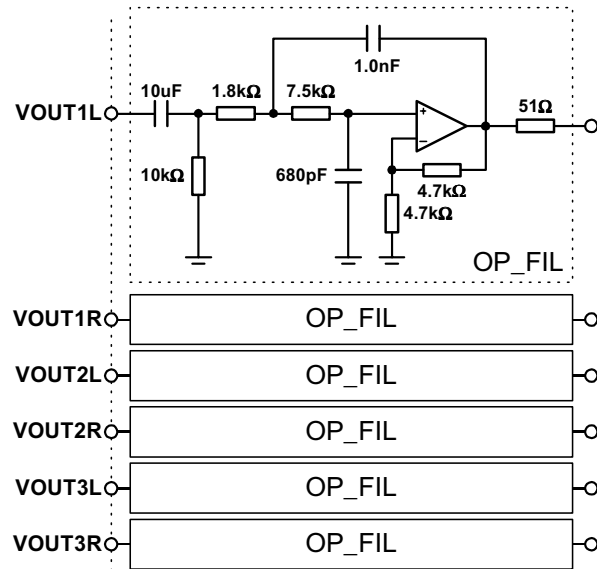 1.0nF
10uF
1.8kΩ
7.5kΩ
51Ω
VOUT1L
+
−
10kΩ
680pF
4.7kΩ
4.7kΩ
OP_FIL
VOUT1R
OP_FIL
VOUT2L
OP_FIL
VOUT2R
OP_FIL
VOUT3L
OP_FIL
VOUT3R
OP_FIL